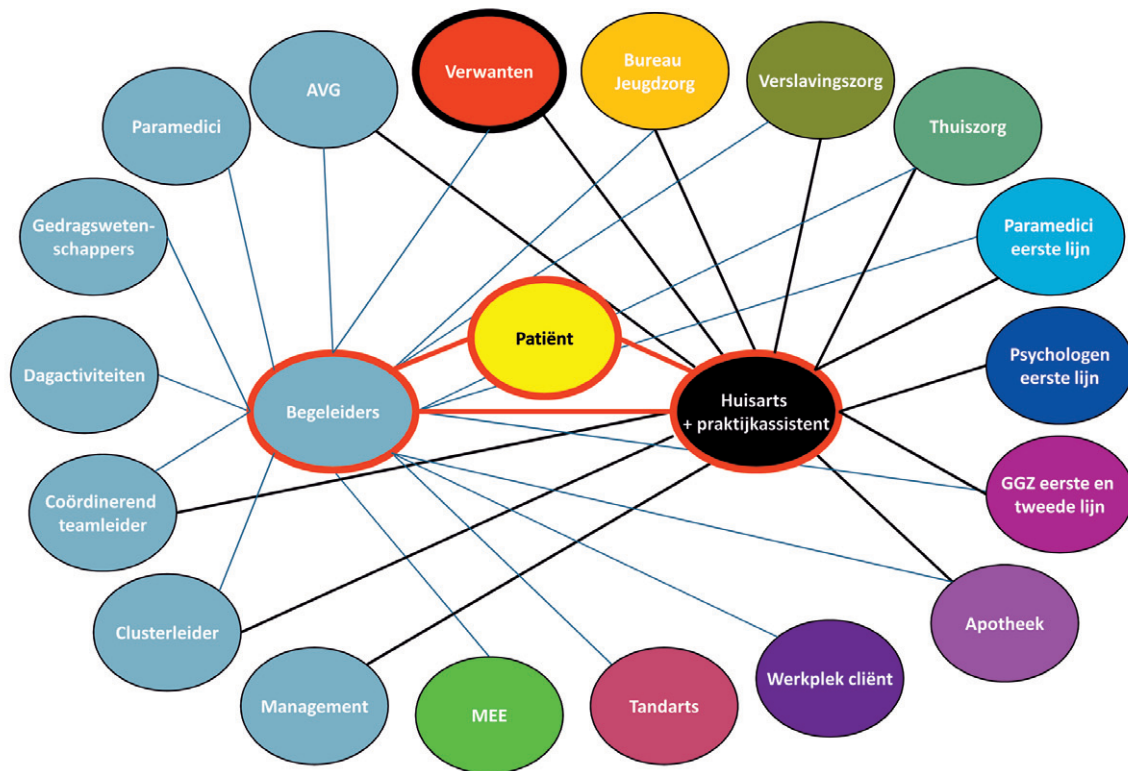 Verwanten
Bureau
Jeugdzorg
AVG
Verslavingszorg
Paramedici
Thuiszorg
Gedragsweten-
schappers
Paramedici
eerste lijn
Patiënt
Psychologen
eerste lijn
Dagactiviteiten
Begeleiders
Huisarts
+ praktijkassistent
Coördinerend
teamleider
GGZ eerste en
tweede lijn
Clusterleider
Apotheek
Management
MEE
Tandarts
Werkplek cliënt